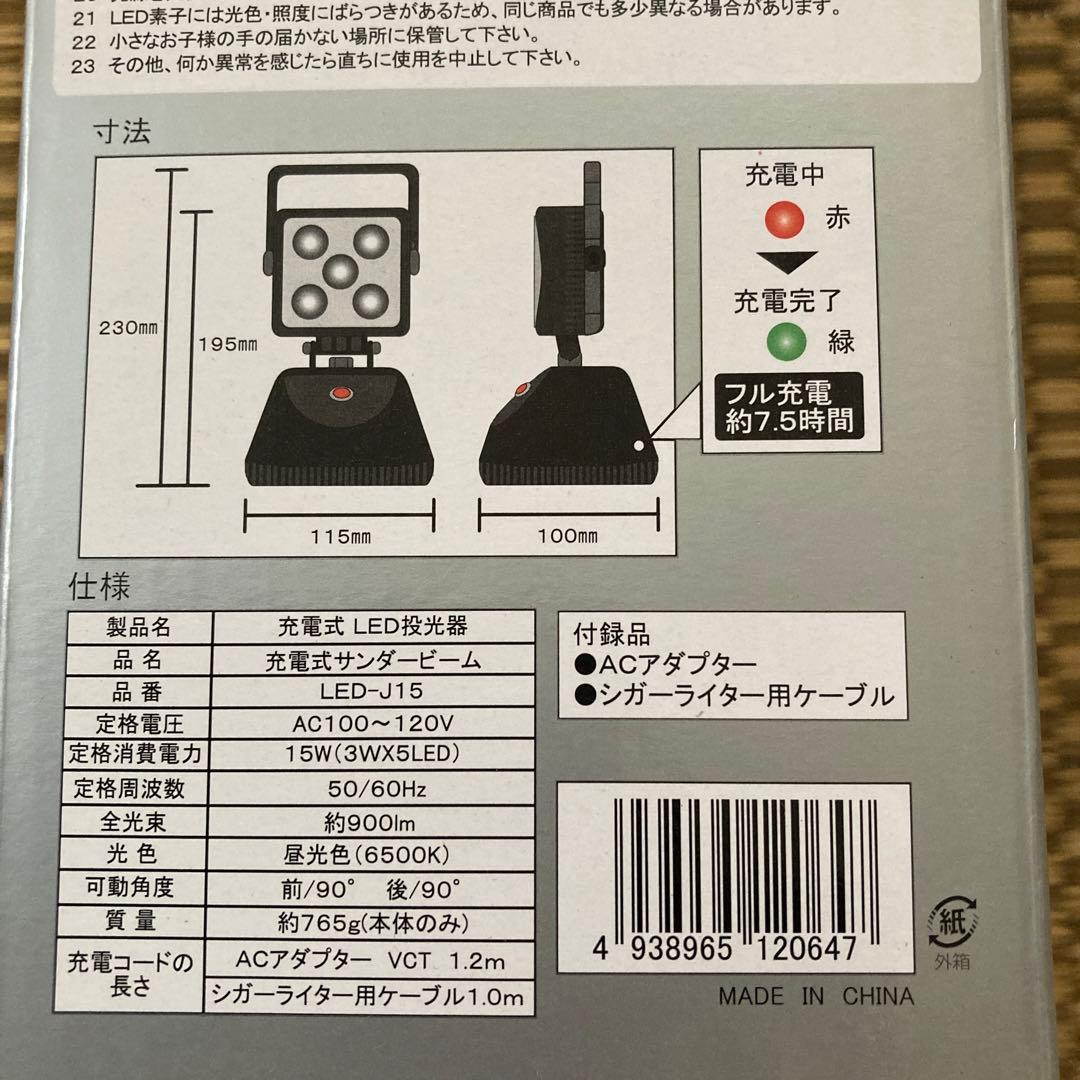 21 LED素子には光色・照度にばらつきがあるため、同じ商品でも多少異なる場合があります。
22 小さなお子様の手の届かない場所に保管して下さい。
23 その他、何か異常を感じたら直ちに使用を中止して下さい。
寸法
230mm
195mm
115mm
100mm
充電中
赤
充電完了
緑
フル充電
約7.5時間
仕様
製品名 充電式 LED投光器
品 名 充電式サンダービーム
品 番 LED-J15
定格電圧 AC100～120V
定格消費電力 15W(3WX5LED)
定格周波数 50/60Hz
全光束 約900lm
光 色 昼光色(6500K)
可動角度 前/90° 後/90°
質 量 約765g(本体のみ)
充電コードの
長さ
ACアダプター VCT 1.2m
シガーライター用ケーブル1.0m
付録品
●ACアダプター
●シガーライター用ケーブル
4 938965 120647
紙
外箱
MADE IN CHINA